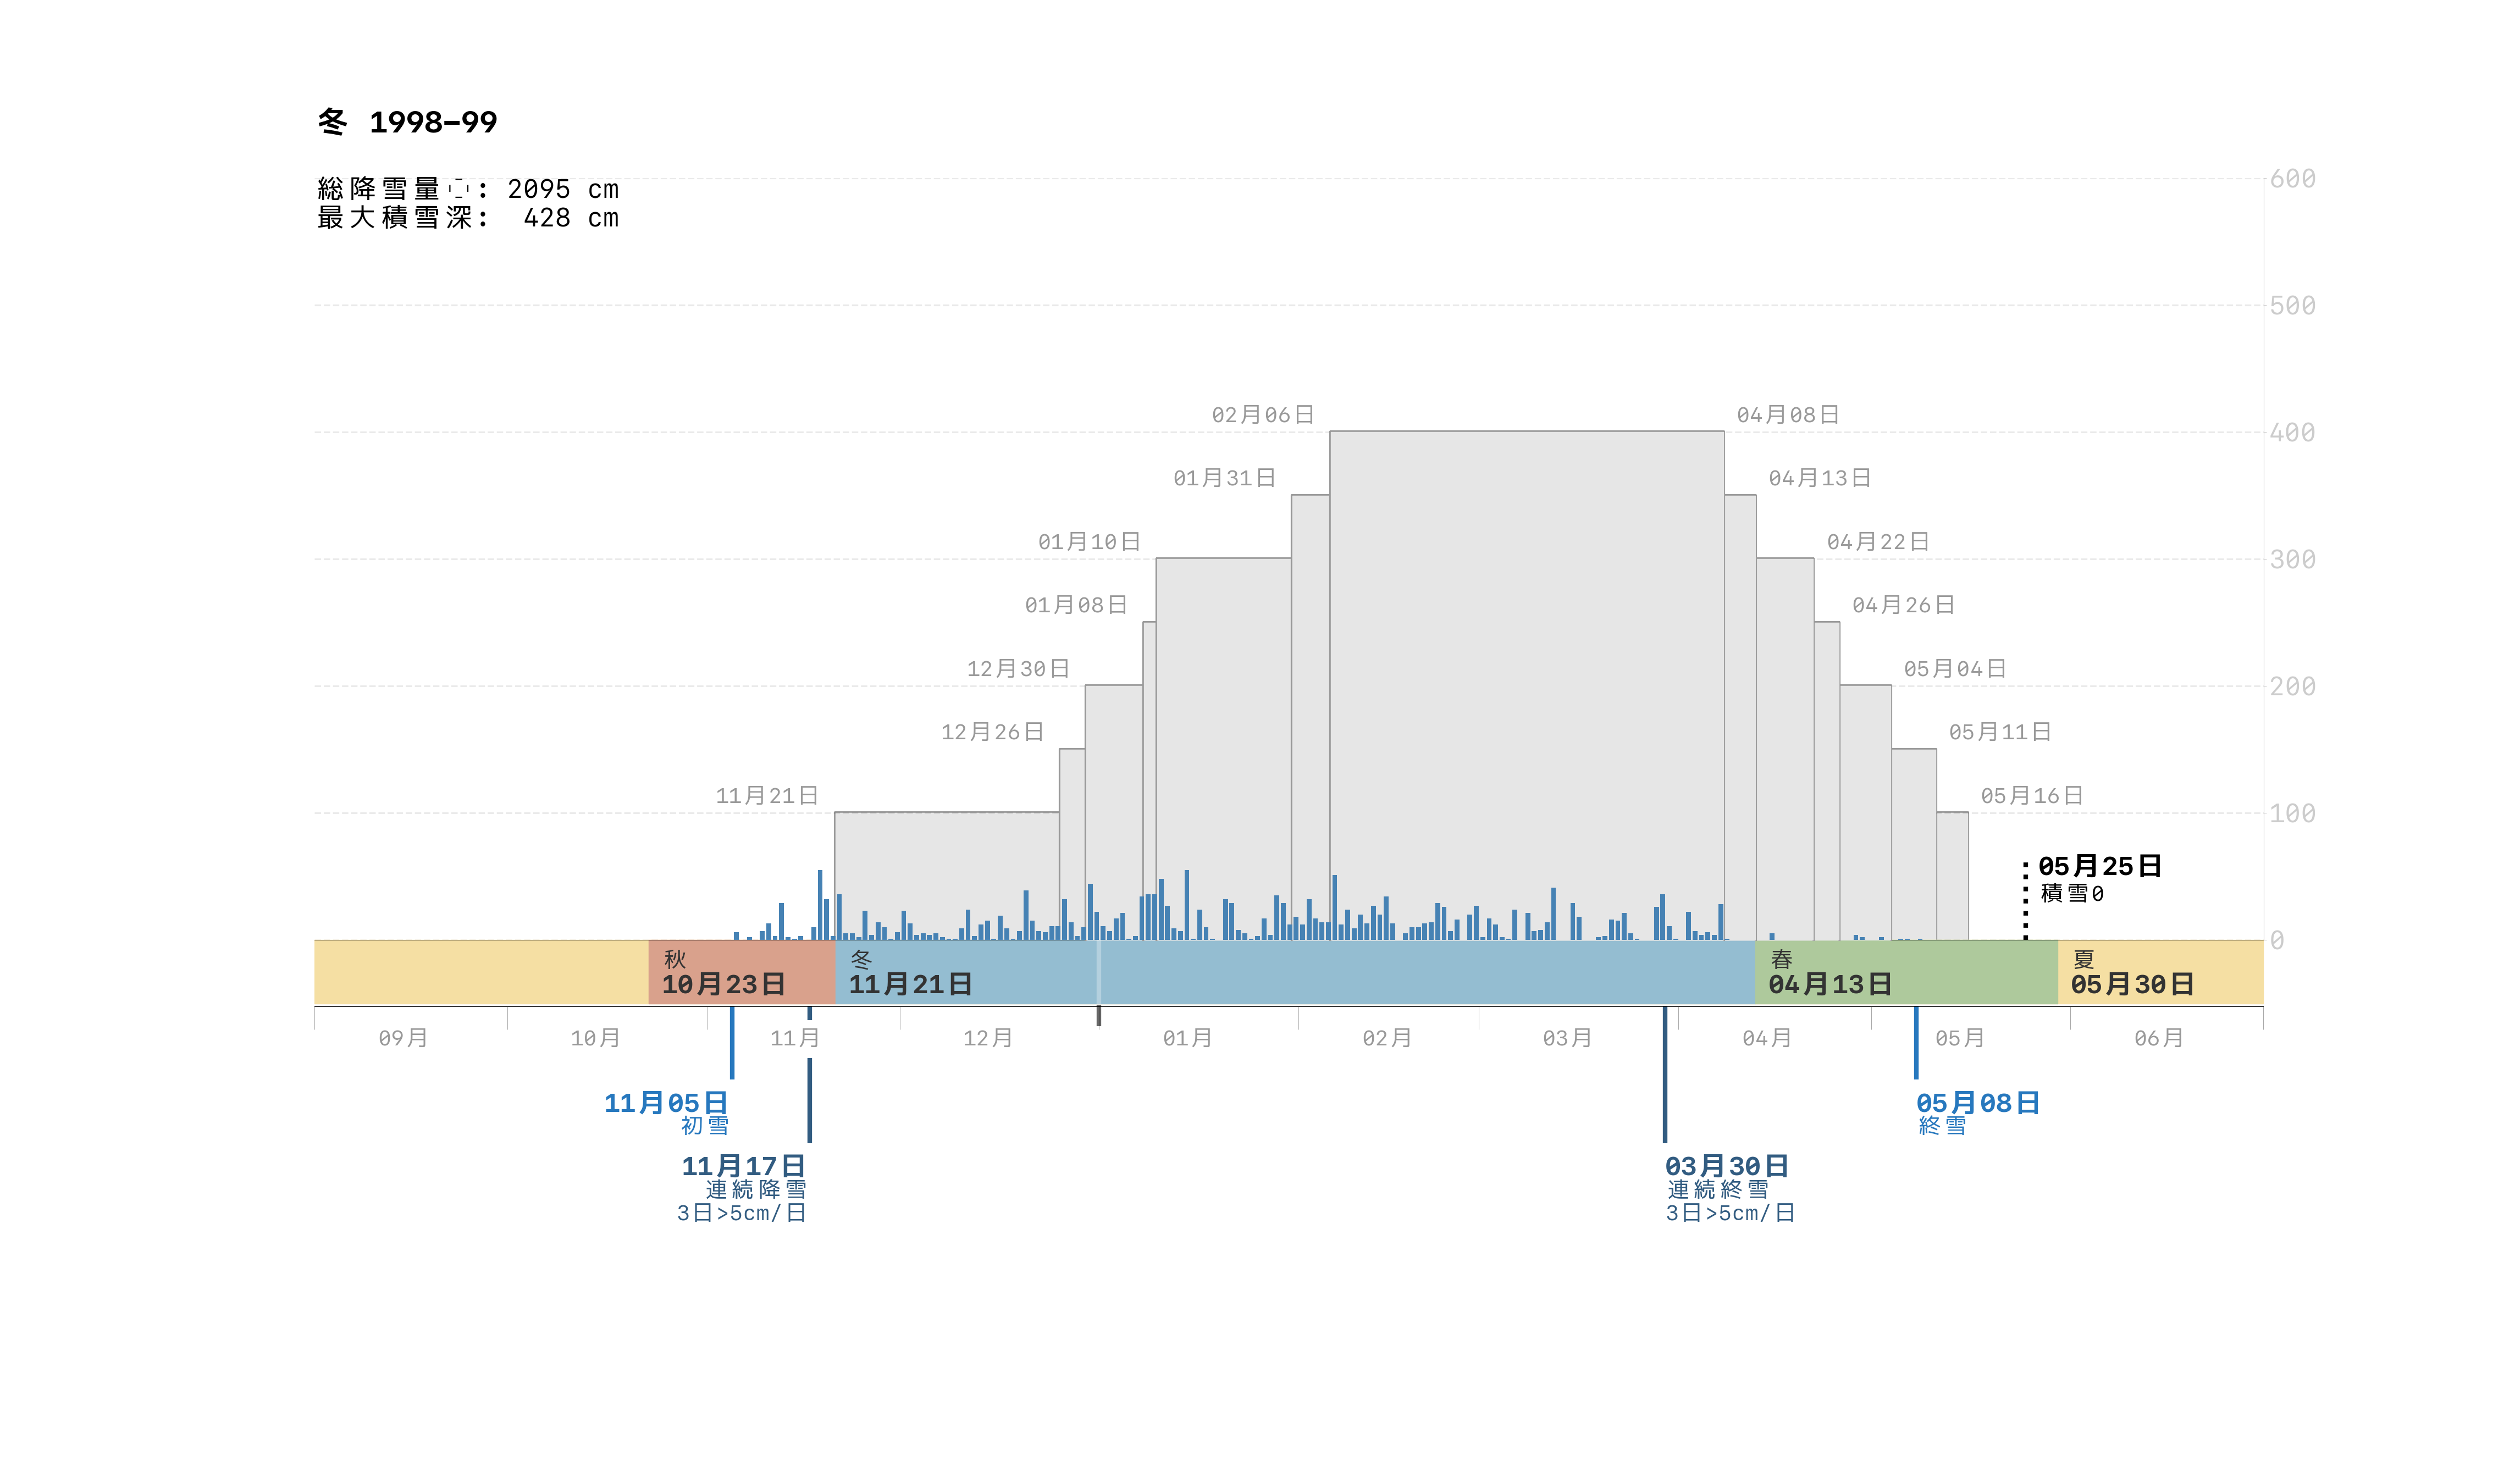 冬 1998–99
総降雪量: 2095 cm
最大積雪深: 428 cm
600
500
400
300
200
100
0
02月06日
04月08日
01月31日
04月13日
01月10日
04月22日
01月08日
04月26日
12月30日
05月04日
12月26日
05月11日
11月21日
05月16日
05月25日
積雪0
秋
10月23日
冬
11月21日
春
04月13日
夏
05月30日
09月
10月
11月
12月
01月
02月
03月
04月
05月
06月
11月05日
初雪
05月08日
終雪
11月17日
連続降雪
3日>5cm/日
03月30日
連続終雪
3日>5cm/日